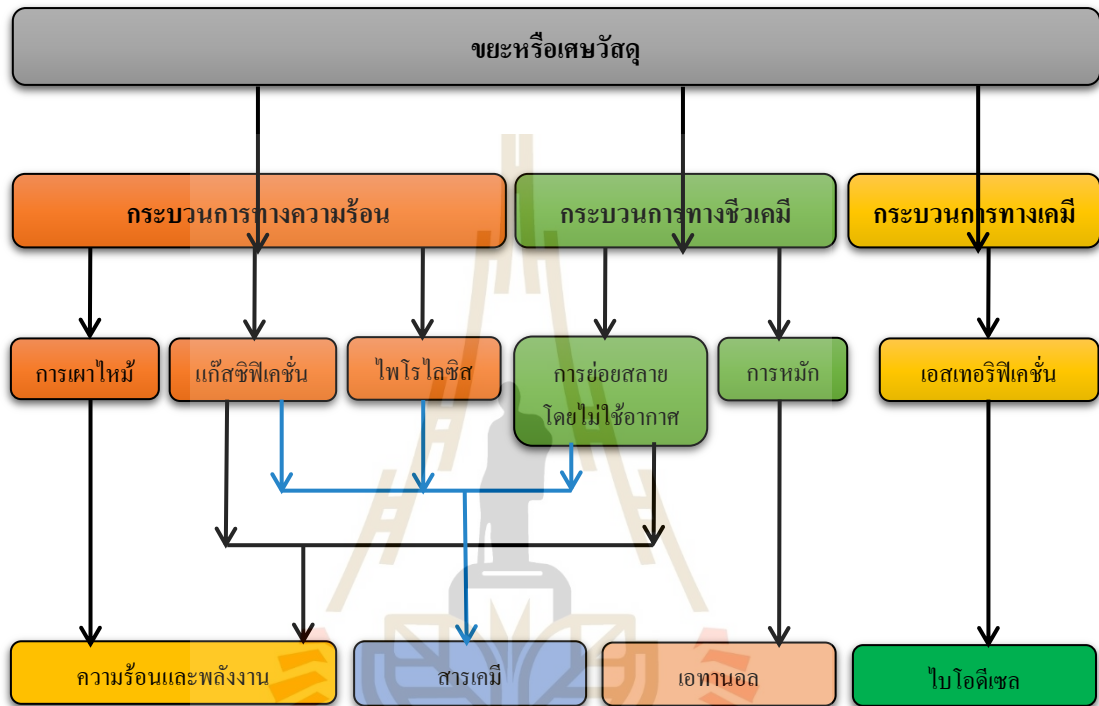 ขยะหรือเศษวัสดุ
กระบวนการทางความร้อน
กระบวนการทางชีวเคมี
กระบวนการทางเคมี
การเผาไหม้
แก๊สซิฟิเคชั่น
ไพโรไลซิส
การย่อยสลาย
โดยไม่ใช้อากาศ
การหมัก
เอสเทอริฟิเคชั่น
ความร้อนและพลังงาน
สารเคมี
เอทานอล
ไบโอดีเซล